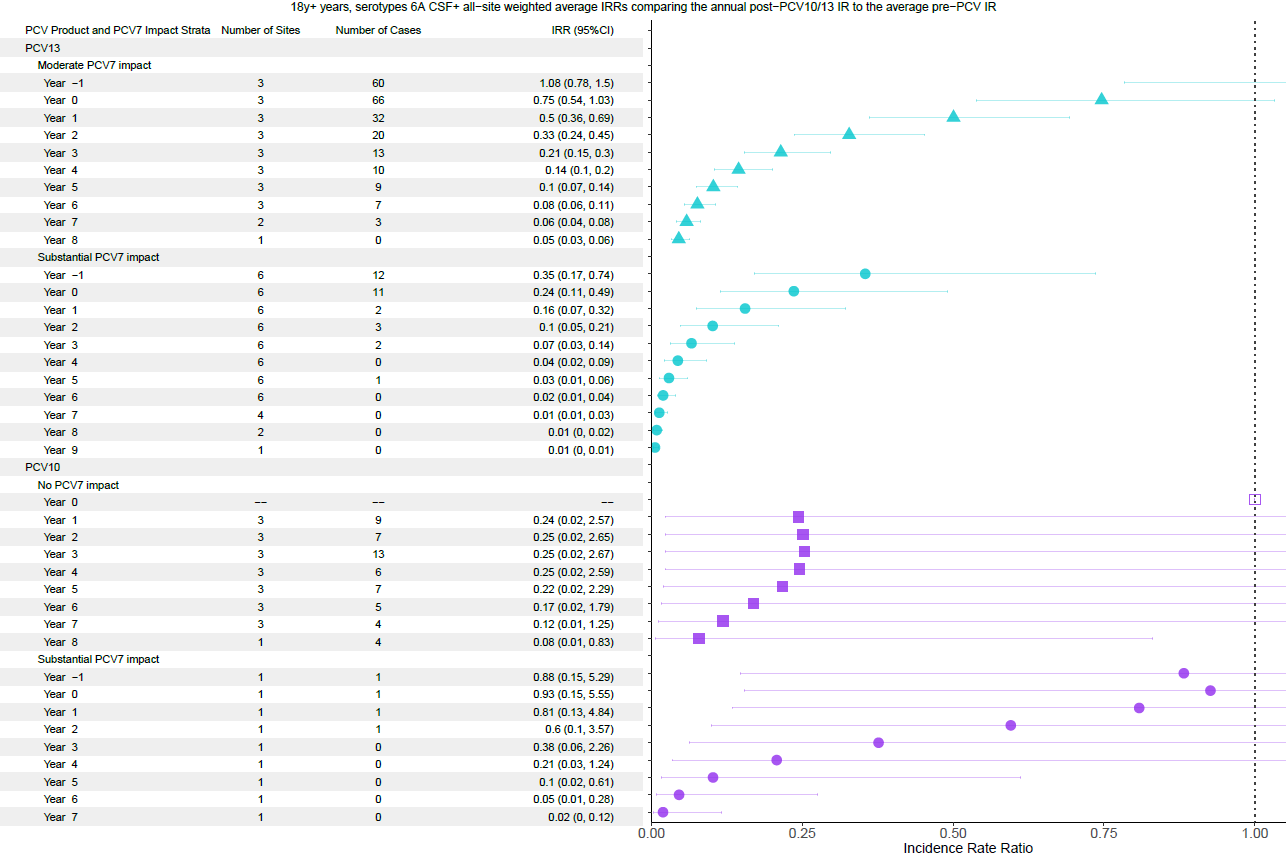 18y+ years, serotypes 6A CSF+ all−site weighted average IRRs comparing the annual post−PCV10/13 IR to the average pre−PCV IR
PCV Product and PCV7 Impact Strata Number of Sites Number of Cases IRR (95%CI)
PCV13
Moderate PCV7 impact
Year −1 3 60 1.08 (0.78, 1.5)
Year 0 3 66 0.75 (0.54, 1.03)
Year 1 3 32 0.5 (0.36, 0.69)
Year 2 3 20 0.33 (0.24, 0.45)
Year 3 3 13 0.21 (0.15, 0.3)
Year 4 3 10 0.14 (0.1, 0.2)
Year 5 3 9 0.1 (0.07, 0.14)
Year 6 3 7 0.08 (0.06, 0.11)
Year 7 2 3 0.06 (0.04, 0.08)
Year 8 1 0 0.05 (0.03, 0.06)
Substantial PCV7 impact
Year −1 6 12 0.35 (0.17, 0.74)
Year 0 6 11 0.24 (0.11, 0.49)
Year 1 6 2 0.16 (0.07, 0.32)
Year 2 6 3 0.1 (0.05, 0.21)
Year 3 6 2 0.07 (0.03, 0.14)
Year 4 6 0 0.04 (0.02, 0.09)
Year 5 6 1 0.03 (0.01, 0.06)
Year 6 6 0 0.02 (0.01, 0.04)
Year 7 4 0 0.01 (0.01, 0.03)
Year 8 2 0 0.01 (0, 0.02)
Year 9 1 0 0.01 (0, 0.01)
PCV10
No PCV7 impact
Year 0 −− −− −−
Year 1 3 9 0.24 (0.02, 2.57)
Year 2 3 7 0.25 (0.02, 2.65)
Year 3 3 13 0.25 (0.02, 2.67)
Year 4 3 6 0.25 (0.02, 2.59)
Year 5 3 7 0.22 (0.02, 2.29)
Year 6 3 5 0.17 (0.02, 1.79)
Year 7 3 4 0.12 (0.01, 1.25)
Year 8 1 4 0.08 (0.01, 0.83)
Substantial PCV7 impact
Year −1 1 1 0.88 (0.15, 5.29)
Year 0 1 1 0.93 (0.15, 5.55)
Year 1 1 1 0.81 (0.13, 4.84)
Year 2 1 1 0.6 (0.1, 3.57)
Year 3 1 0 0.38 (0.06, 2.26)
Year 4 1 0 0.21 (0.03, 1.24)
Year 5 1 0 0.1 (0.02, 0.61)
Year 6 1 0 0.05 (0.01, 0.28)
Year 7 1 0 0.02 (0, 0.12)
0.00 0.25 0.50 0.75 1.00
Incidence Rate Ratio